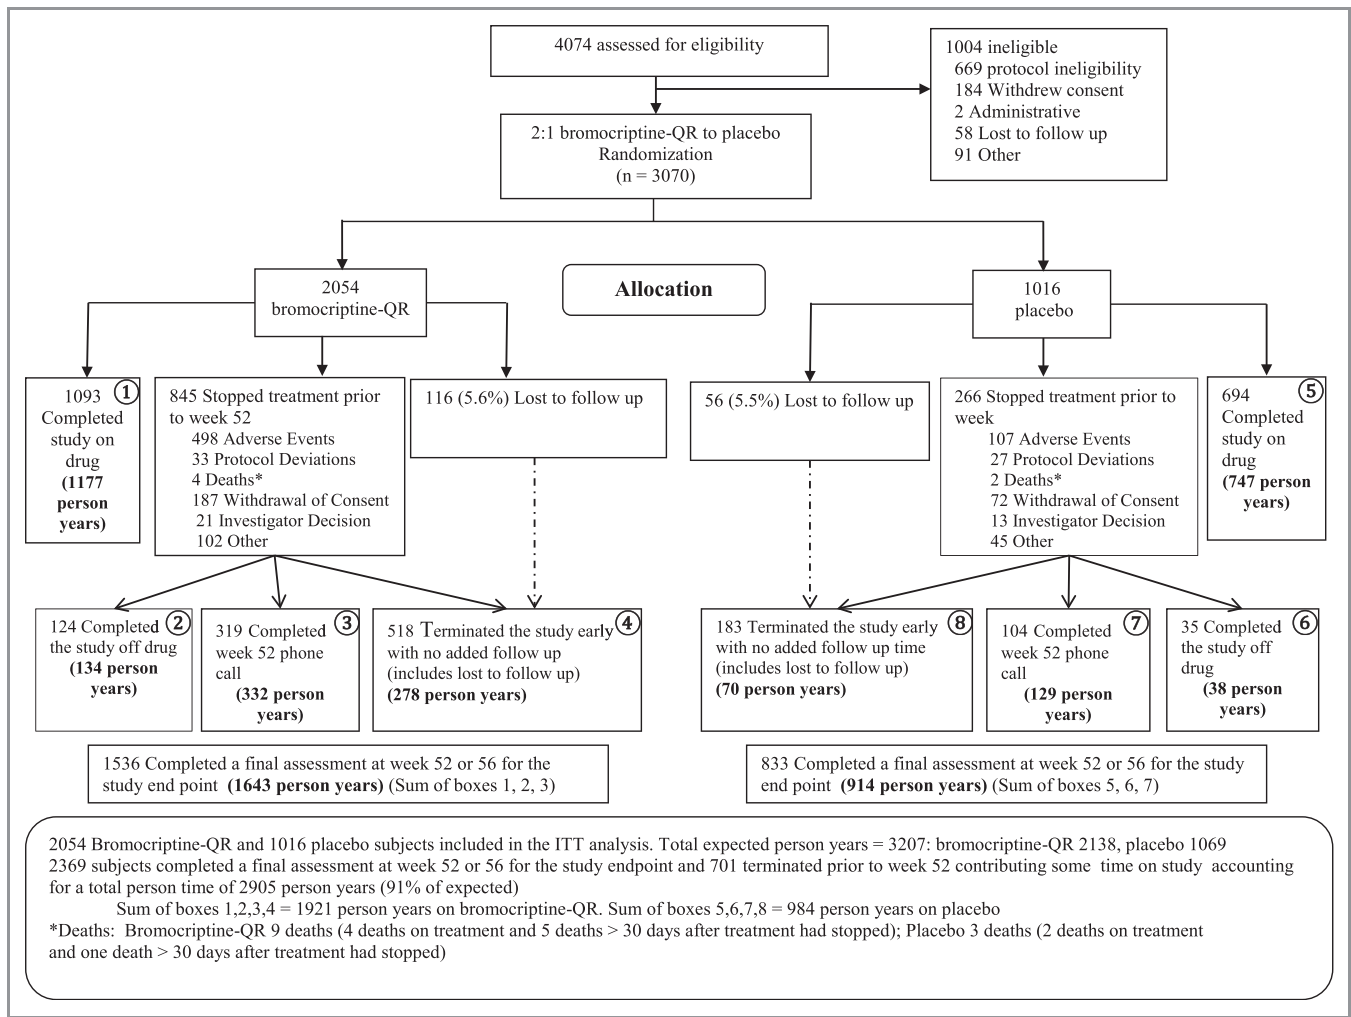 4074 assessed for eligibility
1004 ineligible
669 protocol ineligibility
184 Withdrew consent
2 Administrative
58 Lost to follow up
91 Other
2:1 bromocriptine-QR to placebo
Randomization
(n = 3070)
Allocation
2054
bromocriptine-QR
1016
placebo
1
1093
Completed
study on
drug
(1177
person
years)
845 Stopped treatment prior
to week 52
498 Adverse Events
33 Protocol Deviations
4 Deaths*
187 Withdrawal of Consent
21 Investigator Decision
102 Other
116 (5.6%) Lost to follow up
56 (5.5%) Lost to follow up
266 Stopped treatment prior to
week
107 Adverse Events
27 Protocol Deviations
2 Deaths*
72 Withdrawal of Consent
13 Investigator Decision
45 Other
5
694
Completed
study on
drug
(747 person
years)
2
124 Completed
the study off drug
(134 person
years)
3
319 Completed
week 52 phone
call
(332 person
years)
4
518 Terminated the study early
with no added follow up
(includes lost to follow up)
(278 person years)
8
183 Terminated the study early
with no added follow up time
(includes lost to follow up)
(70 person years)
7
104 Completed
week 52 phone
call
(129 person
years)
6
35 Completed
the study off
drug
(38 person
years)
1536 Completed a final assessment at week 52 or 56 for the
study end point (1643 person years) (Sum of boxes 1, 2, 3)
833 Completed a final assessment at week 52 or 56 for the study
end point (914 person years) (Sum of boxes 5, 6, 7)
2054 Bromocriptine-QR and 1016 placebo subjects included in the ITT analysis. Total expected person years = 3207: bromocriptine-QR 2138, placebo 1069
2369 subjects completed a final assessment at week 52 or 56 for the study endpoint and 701 terminated prior to week 52 contributing some time on study accounting
for a total person time of 2905 person years (91% of expected)
Sum of boxes 1,2,3,4 = 1921 person years on bromocriptine-QR. Sum of boxes 5,6,7,8 = 984 person years on placebo
*Deaths: Bromocriptine-QR 9 deaths (4 deaths on treatment and 5 deaths > 30 days after treatment had stopped); Placebo 3 deaths (2 deaths on treatment
and one death > 30 days after treatment had stopped)